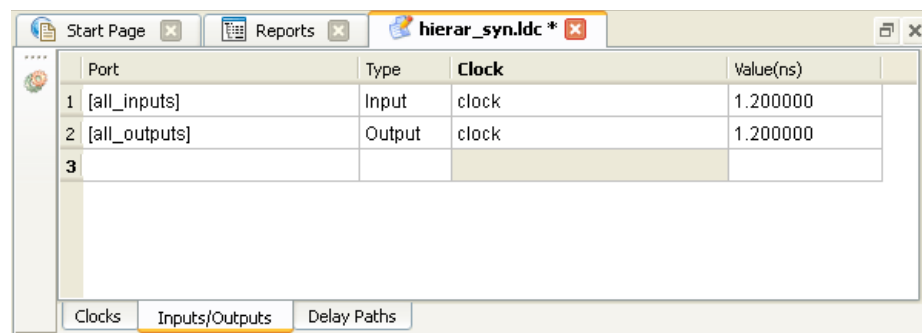 Start Page Reports hierar_syn.ldc *
Port Type Clock Value(ns)
1 [all_inputs] Input clock 1.200000
2 [all_outputs] Output clock 1.200000
3
Clocks Inputs/Outputs Delay Paths